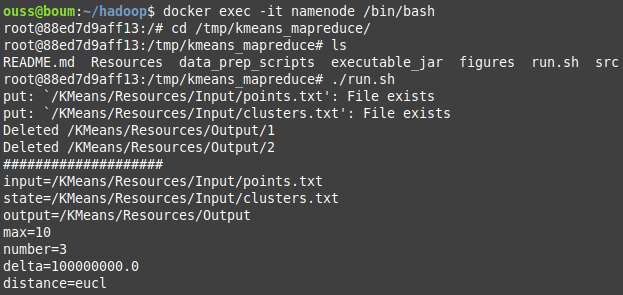 ouss@boum:~/hadoop$ docker exec -it namenode /bin/bash
root@88ed7d9aff13:/# cd /tmp/kmeans_mapreduce/
root@88ed7d9aff13:/tmp/kmeans_mapreduce# ls
README.md  Resources  data_prep_scripts  executable_jar  figures  run.sh  src
root@88ed7d9aff13:/tmp/kmeans_mapreduce# ./run.sh
put: `/KMeans/Resources/Input/points.txt': File exists
put: `/KMeans/Resources/Input/clusters.txt': File exists
Deleted /KMeans/Resources/Output/1
Deleted /KMeans/Resources/Output/2
####################
input=/KMeans/Resources/Input/points.txt
state=/KMeans/Resources/Input/clusters.txt
output=/KMeans/Resources/Output
max=10
number=3
delta=100000000.0
distance=eucl